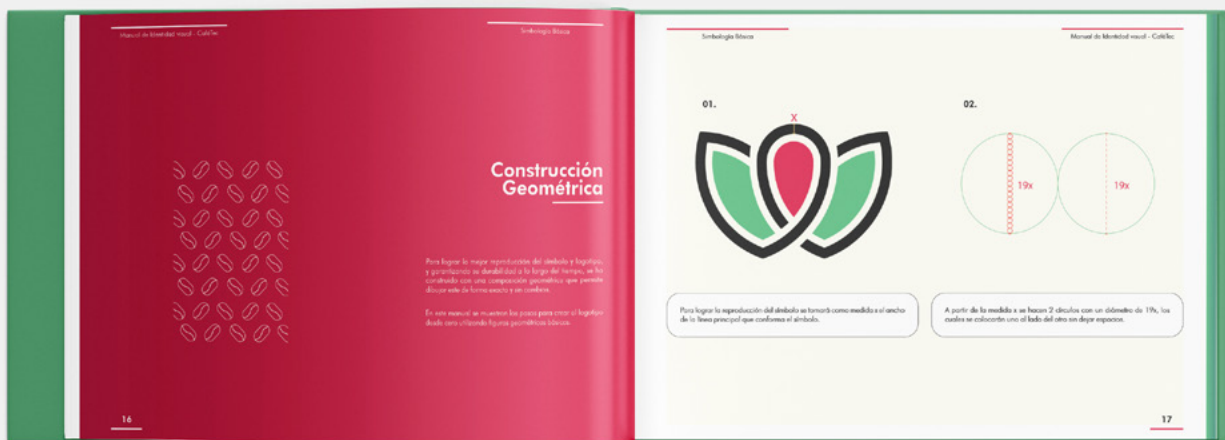 Manual de Identidad visual - CaféTec
Simbología Básica
Construcción
Geométrica
Para lograr la mejor reproducción del símbolo y logotipo,
y garantizando su durabilidad a lo largo del tiempo, se ha
construido con una composición geométrica que permite
dibujar este de forma exacta y sin cambios.
En este manual se muestran los pasos para crear el logotipo
desde cero utilizando figuras geométricas básicas.
16
Simbología Básica
Manual de Identidad visual - CaféTec
01.
X
Para lograr la reproducción del símbolo se tomará como medida x el ancho
de la línea principal que conforma el símbolo.
02.
19x
19x
A partir de la medida x se hacen 2 círculos con un diámetro de 19x, los
cuales se colocarán uno al lado del otro sin dejar espacios.
17